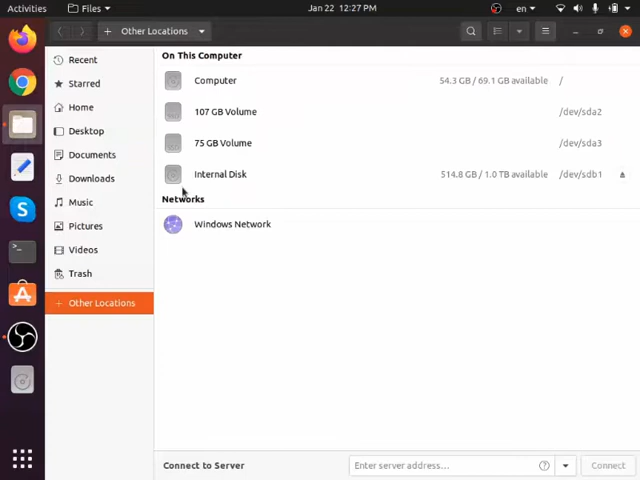 Activities Files Jan 22 12:27 PM en
+ Other Locations
Recent
Starred
Home
Desktop
Documents
Downloads
Music
Pictures
Videos
Trash
+ Other Locations
On This Computer
Computer 54.3 GB / 69.1 GB available /
107 GB Volume /dev/sda2
75 GB Volume /dev/sda3
Internal Disk 514.8 GB / 1.0 TB available /dev/sdb1
Networks
Windows Network
Connect to Server Enter server address... Connect